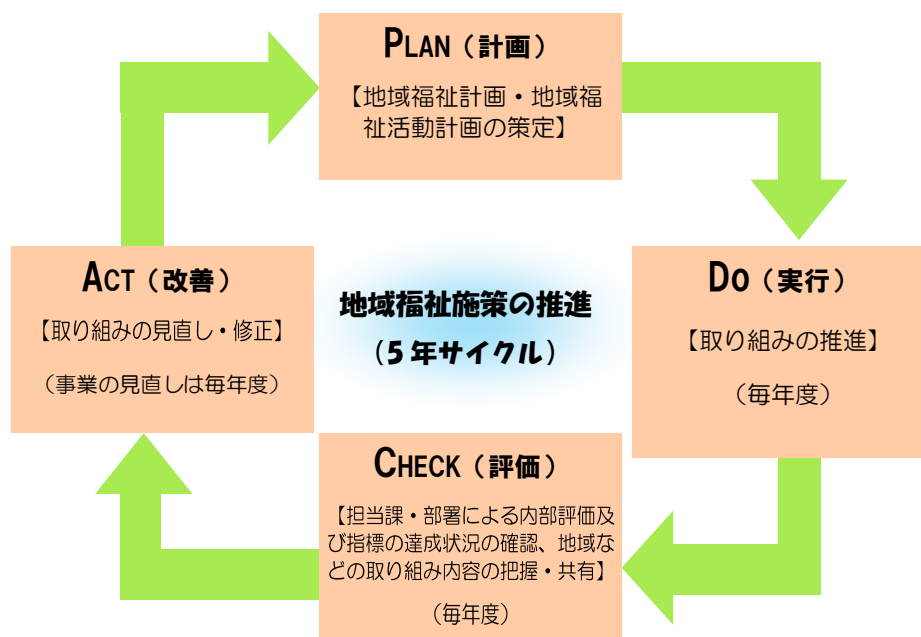 PLAN（計画）
【地域福祉計画・地域福
祉活動計画の策定】
ACT（改善）
【取り組みの見直し・修正】
（事業の見直しは毎年度）
地域福祉施策の推進
（5年サイクル）
DO（実行）
【取り組みの推進】
（毎年度）
CHECK（評価）
【担当課・部署による内部評価及
び指標の達成状況の確認、地域な
どの取り組み内容の把握・共有】
（毎年度）